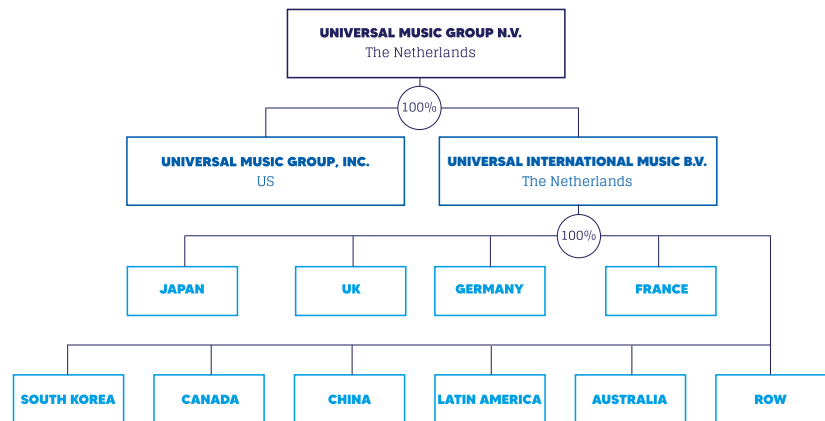 UNIVERSAL MUSIC GROUP N.V.
The Netherlands
100%
UNIVERSAL MUSIC GROUP, INC.
US
UNIVERSAL INTERNATIONAL MUSIC B.V.
The Netherlands
100%
JAPAN
UK
GERMANY
FRANCE
SOUTH KOREA
CANADA
CHINA
LATIN AMERICA
AUSTRALIA
ROW